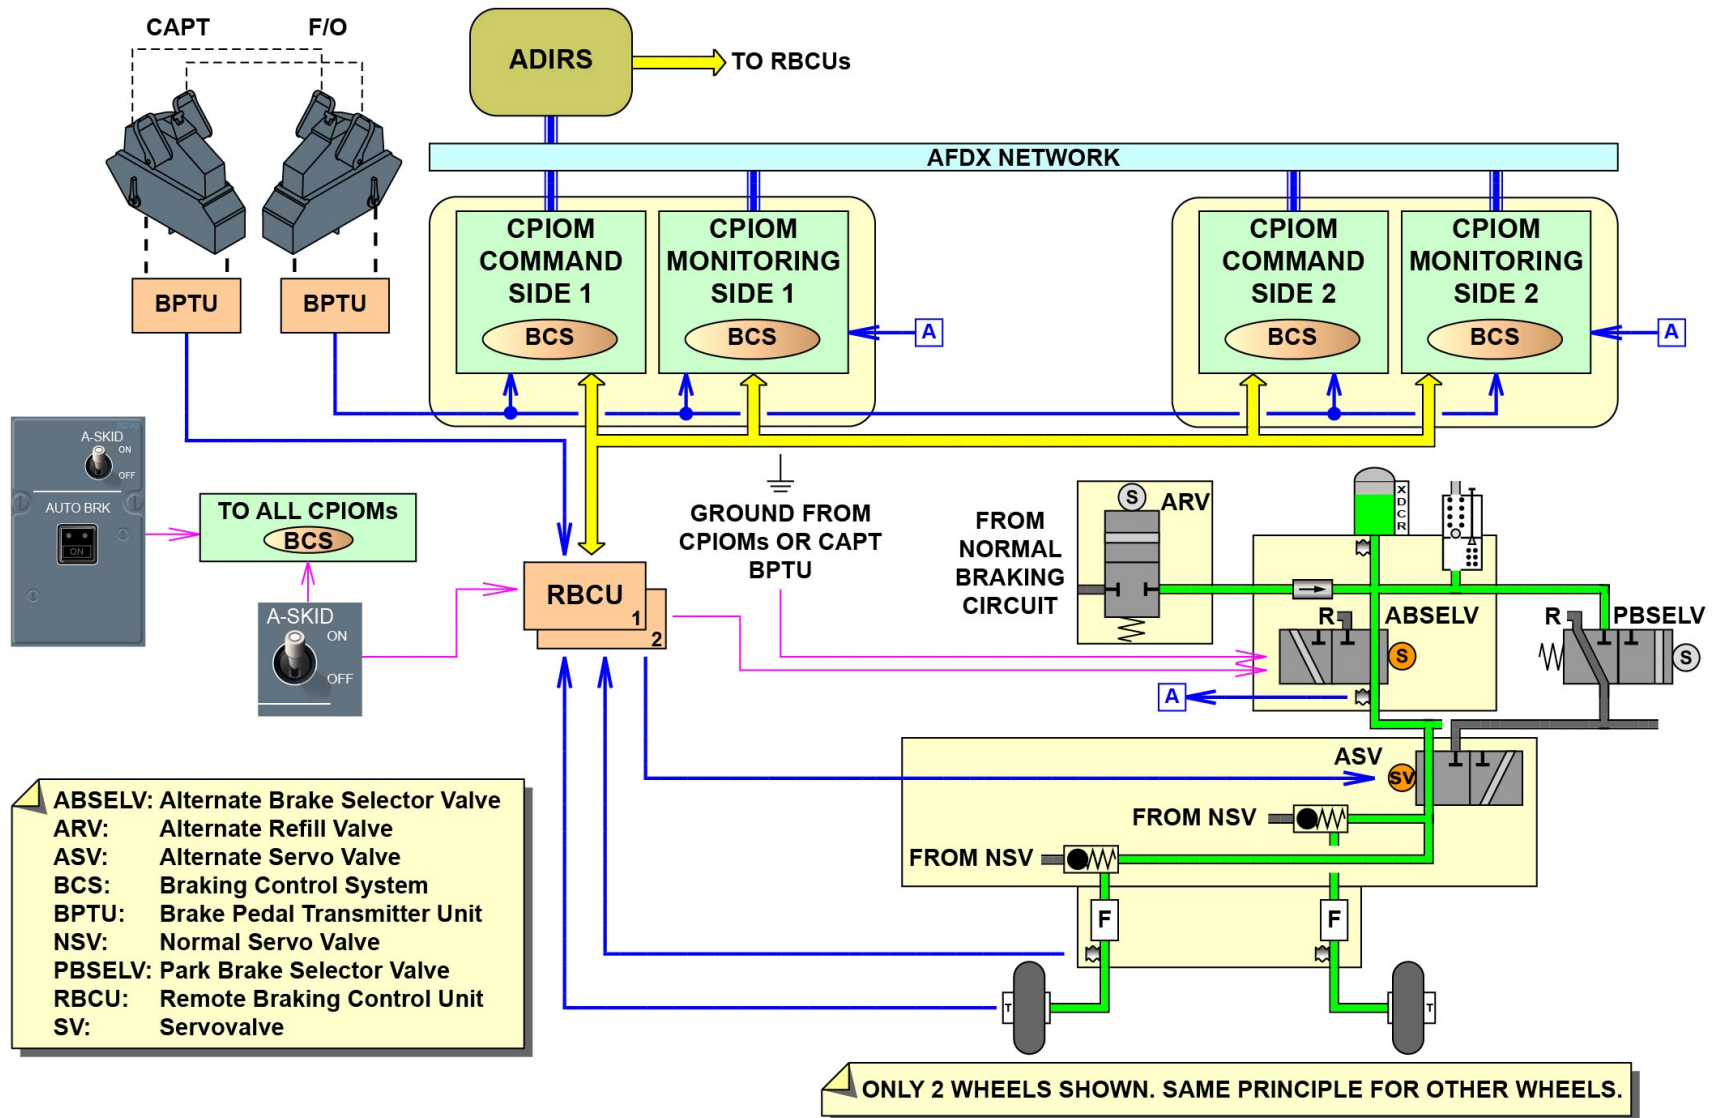 CAPT
F/O
ADIRS
TO RBCUs
AFDX NETWORK
CPIOM
COMMAND
SIDE 1
BCS
CPIOM
MONITORING
SIDE 1
BCS
A
CPIOM
COMMAND
SIDE 2
BCS
CPIOM
MONITORING
SIDE 2
BCS
A
BPTU
BPTU
A-SKID
ON
OFF
AUTO BRK
ON
TO ALL CPIOMs
BCS
A-SKID
ON
OFF
RBCU
1
2
GROUND FROM
CPIOMs OR CAPT
BPTU
FROM
NORMAL
BRAKING
CIRCUIT
S
ARV
XDCR
R
ABSELV
S
R
PBSELV
S
A
ASV
SV
FROM NSV
FROM NSV
F
F
T
T
ABSELV: Alternate Brake Selector Valve
ARV: Alternate Refill Valve
ASV: Alternate Servo Valve
BCS: Braking Control System
BPTU: Brake Pedal Transmitter Unit
NSV: Normal Servo Valve
PBSELV: Park Brake Selector Valve
RBCU: Remote Braking Control Unit
SV: Servovalve
ONLY 2 WHEELS SHOWN. SAME PRINCIPLE FOR OTHER WHEELS.